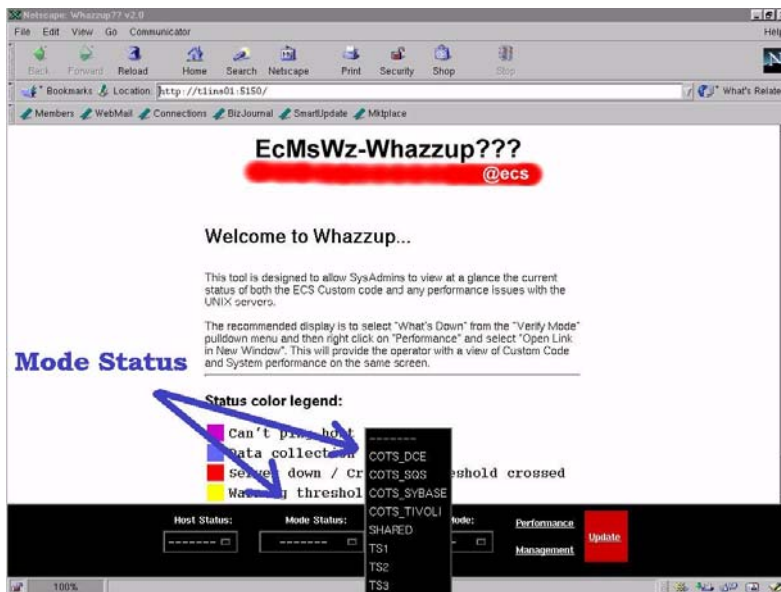 Netscape: Whazzup?? v2.0
File Edit View Go Communicator Help
Back Forward Reload Home Search Netscape Print Security Shop Stop
Bookmarks Location: http://t1ins01:5150/ What's Relate
Members WebMail Connections BizJournal SmartUpdate Mktplace
EcMsWz-Whazzup???
@ecs
Welcome to Whazzup...
This tool is designed to allow SysAdmins to view at a glance the current
status of both the ECS Custom code and any performance issues with the
UNIX servers.
The recommended display is to select "What's Down" from the "Verify Mode"
pulldown menu and then right click on "Performance" and select "Open Link
in New Window". This will provide the operator with a view of Custom Code
and System performance on the same screen.
Mode Status
Status color legend:
Can't ping host
Data collection
Server down / Cr eshold crossed
Warning threshol
-------
COTS_DCE
COTS_SQS
COTS_SYBASE
COTS_TIVOLI
SHARED
TS1
TS2
TS3
Host Status: Mode Status: Mode:
------- ------- --
Performance
Management
Update
100%